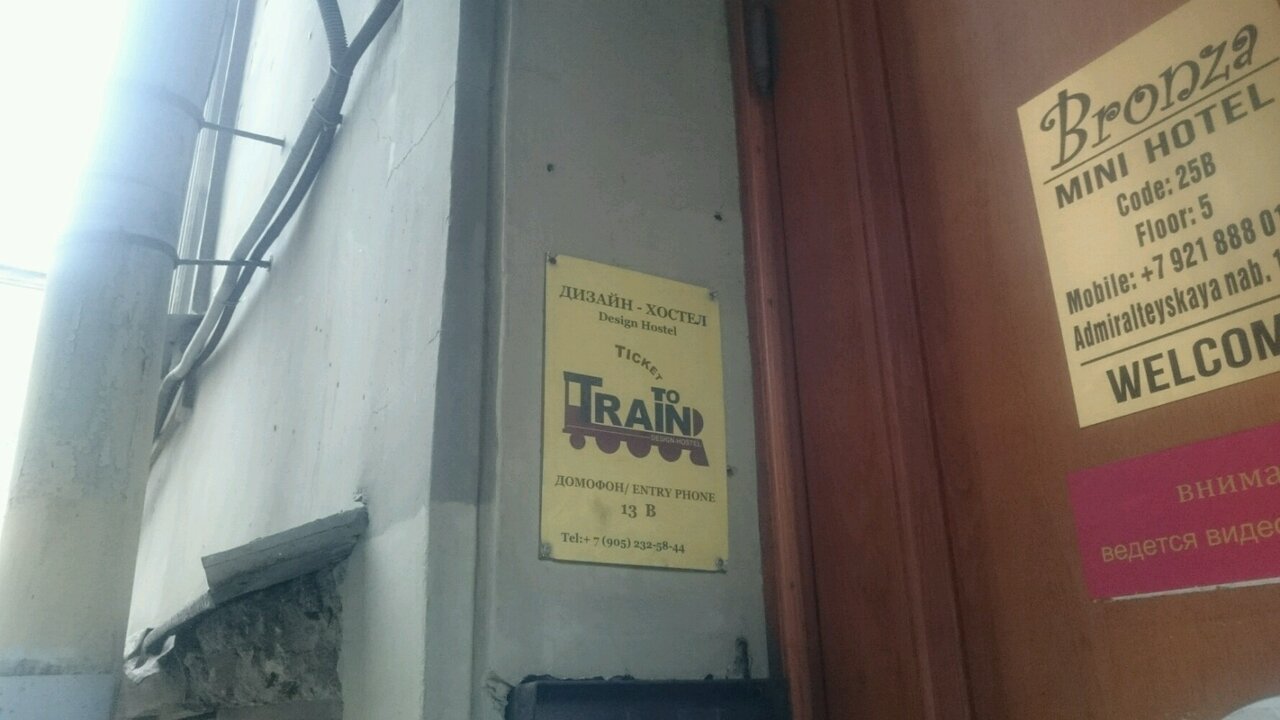 ДИЗАЙН - ХОСТЕЛ
Design Hostel
TICKET
TO
TRAIN
DESIGN-HOSTEL
ДОМОФОН/ ENTRY PHONE
13 B
Tel:+ 7 (905) 232-58-44
Bronza
MINI HOTEL
Code: 25B
Floor: 5
Mobile: +7 921 888 0
Admiralteyskaya nab.
WELCOM
внима
ведется видео